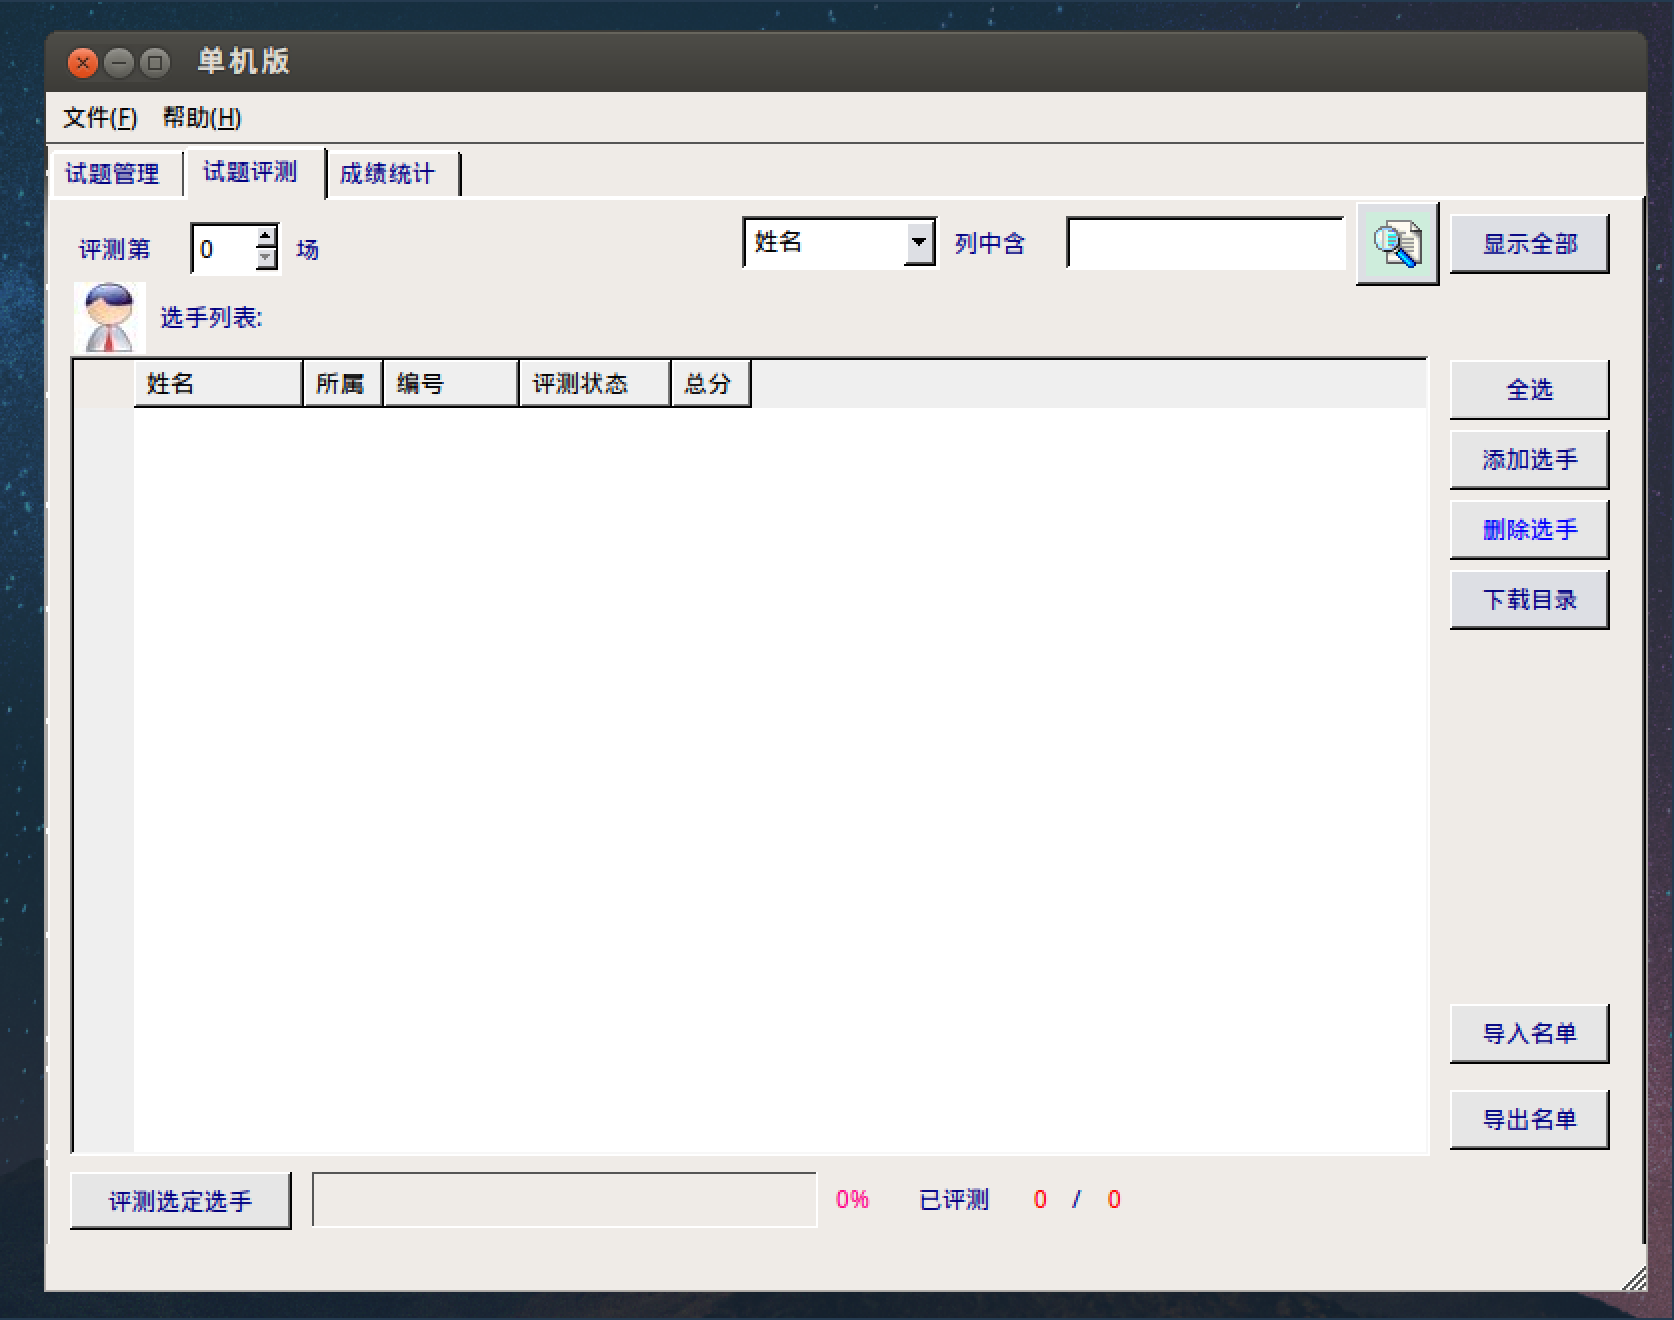 单机版
文件(F) 帮助(H)
试题管理 试题评测 成绩统计
评测第 0 场 姓名 列中含 显示全部
选手列表:
姓名 所属 编号 评测状态 总分
全选
添加选手
删除选手
下载目录
导入名单
导出名单
评测选定选手 0% 已评测 0 / 0